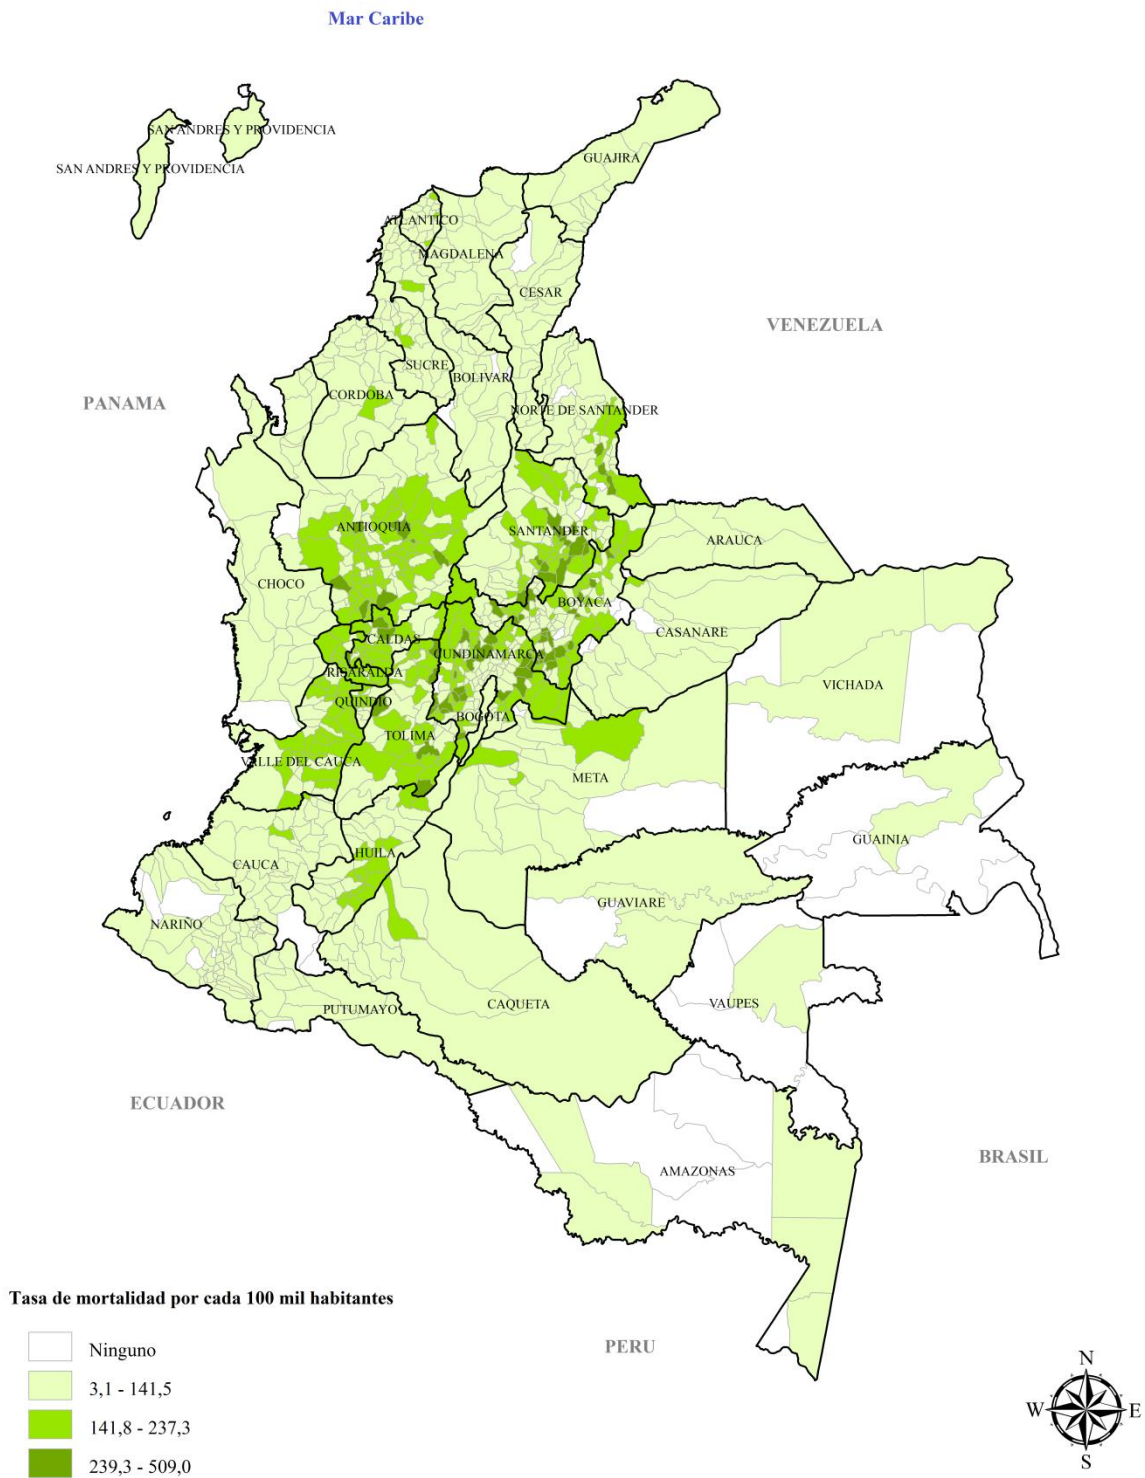 Mar Caribe
SAN ANDRES Y PROVIDENCIA
SAN ANDRES Y PROVIDENCIA
GUAJIRA
ATLANTICO
MAGDALENA
CESAR
VENEZUELA
SUCRE
BOLIVAR
CORDOBA
PANAMA
NORTE DE SANTANDER
ANTIOQUIA
SANTANDER
ARAUCA
CHOCO
BOYACA
CASANARE
CALDAS
CUNDINAMARCA
RISARALDA
VICHADA
QUINDIO
BOGOTA
TOLIMA
VALLE DEL CAUCA
META
GUAINIA
HUILA
CAUCA
GUAVIARE
NARIÑO
VAUPES
CAQUETA
PUTUMAYO
ECUADOR
BRASIL
AMAZONAS
Tasa de mortalidad por cada 100 mil habitantes
PERU
Ninguno
3,1 - 141,5
141,8 - 237,3
239,3 - 509,0
N
W E
S